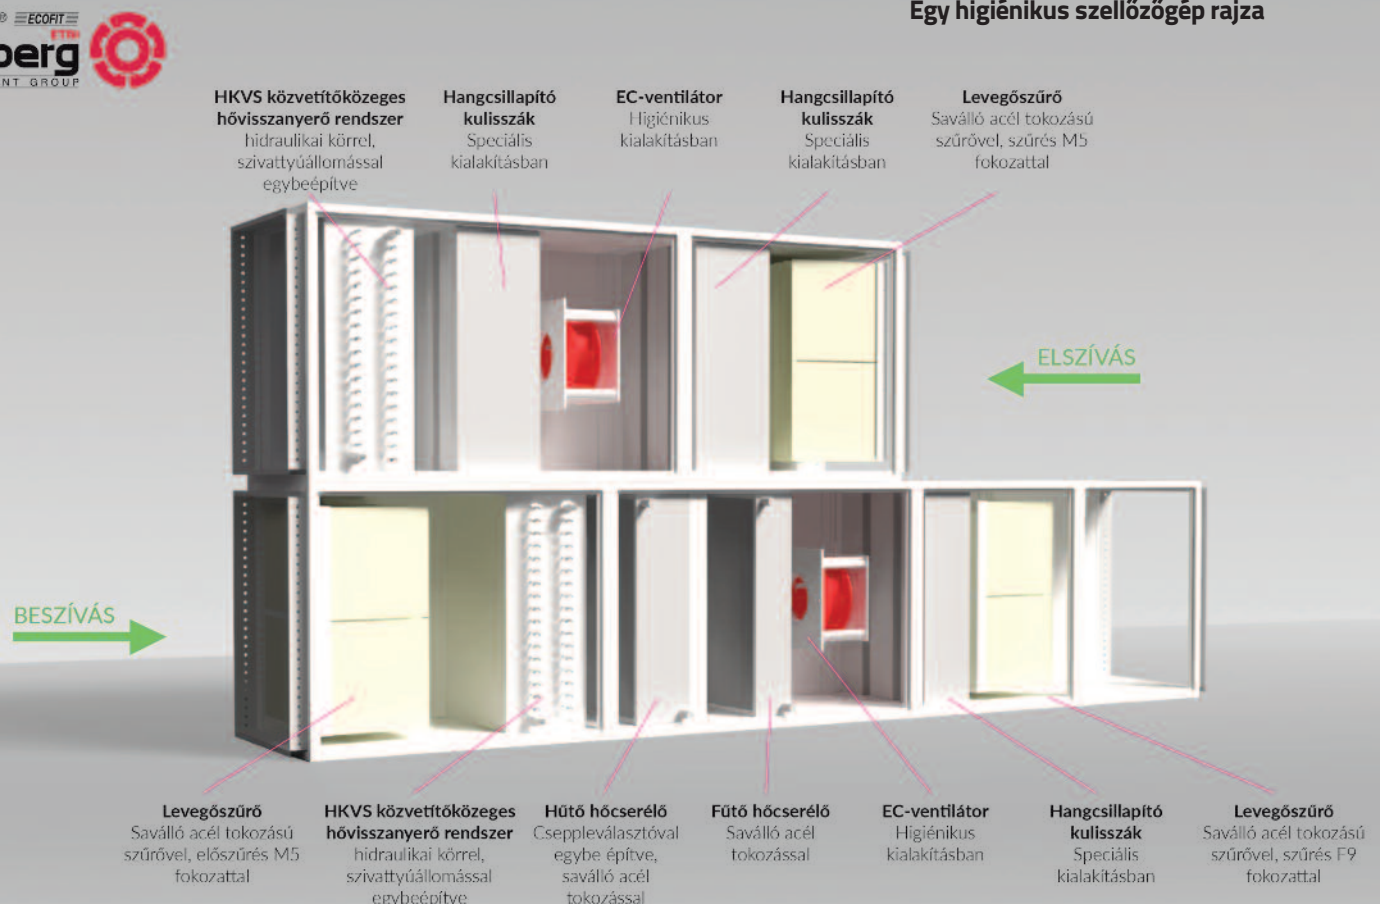 Egy higiénikus szellőzőgép rajza
® ECOFIT
ETRH
berg
NT GROUP
HKVS közvetítőközeges
hővisszanyerő rendszer
hidraulikai körrel,
szivattyúállomással
egybeépítve
Hangcsillapító
kulisszák
Speciális
kialakításban
EC-ventilátor
Higiénikus
kialakításban
Hangcsillapító
kulisszák
Speciális
kialakításban
Levegőszűrő
Saválló acél tokozású
szűrővel, szűrés M5
fokozattal
ELSZÍVÁS
BESZÍVÁS
Levegőszűrő
Saválló acél tokozású
szűrővel, előszűrés M5
fokozattal
HKVS közvetítőközeges
hővisszanyerő rendszer
hidraulikai körrel,
szivattyúállomással
egybeépítve
Hűtő hőcserélő
Cseppleválasztóval
egybe építve,
saválló acél
tokozással
Fűtő hőcserélő
Saválló acél
tokozással
EC-ventilátor
Higiénikus
kialakításban
Hangcsillapító
kulisszák
Speciális
kialakításban
Levegőszűrő
Saválló acél tokozású
szűrővel, szűrés F9
fokozattal